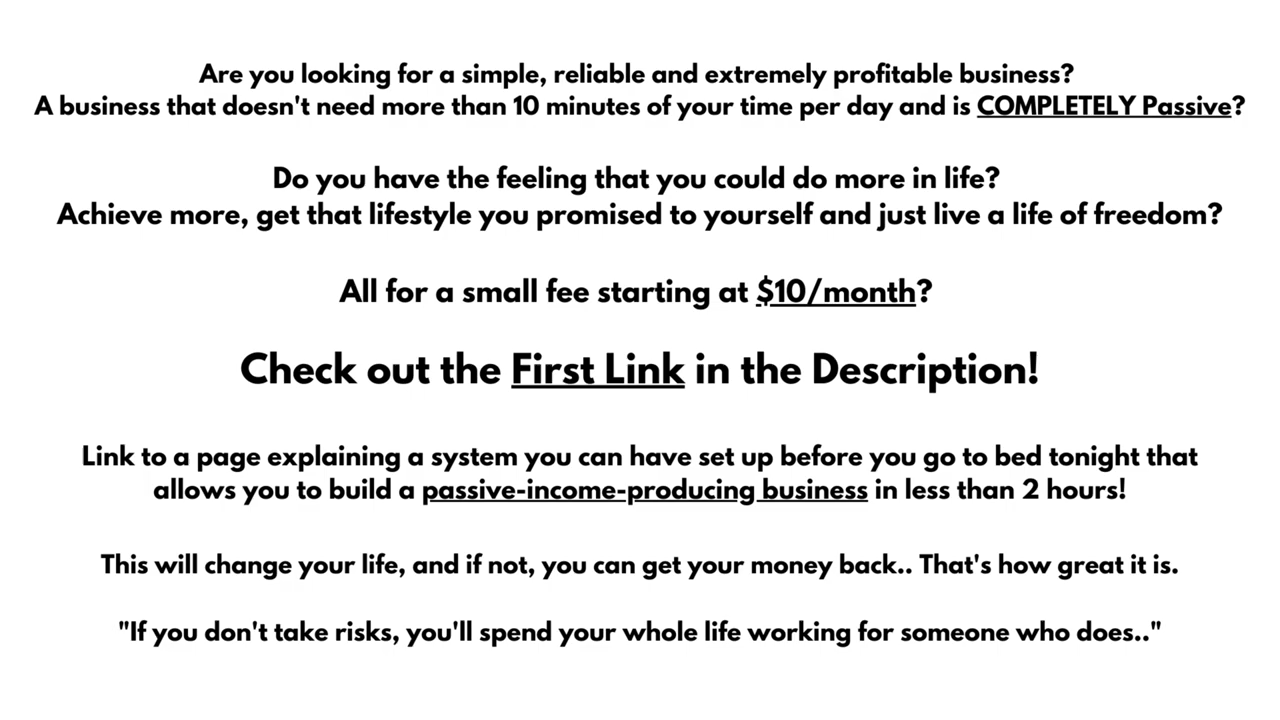 Are you looking for a simple, reliable and extremely profitable business?
A business that doesn't need more than 10 minutes of your time per day and is COMPLETELY Passive?
Do you have the feeling that you could do more in life?
Achieve more, get that lifestyle you promised to yourself and just live a life of freedom?
All for a small fee starting at $10/month?
Check out the First Link in the Description!
Link to a page explaining a system you can have set up before you go to bed tonight that
allows you to build a passive-income-producing business in less than 2 hours!
This will change your life, and if not, you can get your money back.. That's how great it is.
"If you don't take risks, you'll spend your whole life working for someone who does.."